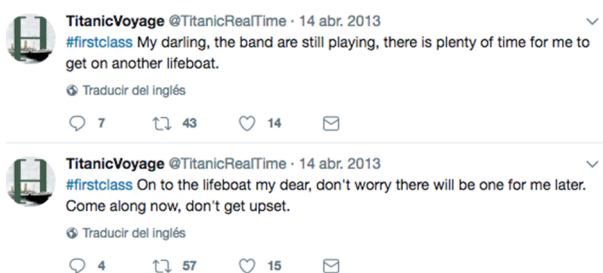 TitanicVoyage @TitanicRealTime · 14 abr. 2013
#firstclass My darling, the band are still playing, there is plenty of time for me to
get on another lifeboat.
Traducir del inglés
7 43 14
TitanicVoyage @TitanicRealTime · 14 abr. 2013
#firstclass On to the lifeboat my dear, don't worry there will be one for me later.
Come along now, don't get upset.
Traducir del inglés
4 57 15